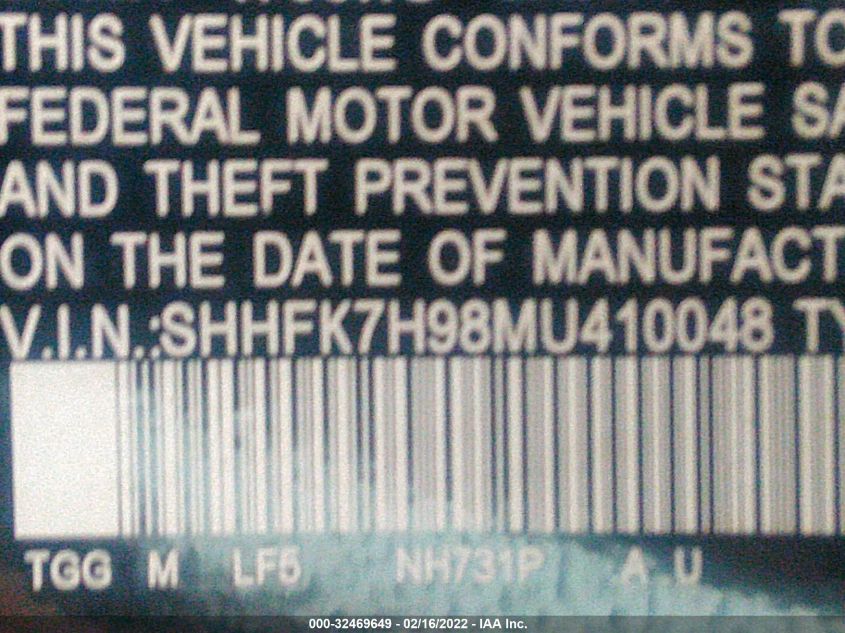 THIS VEHICLE CONFORMS TO
FEDERAL MOTOR VEHICLE SA
AND THEFT PREVENTION STA
ON THE DATE OF MANUFACT
V.I.N.:SHHFK7H98MU410048 TY
TGG M LF5 NH731P A U
000-32469649 - 02/16/2022 - IAA Inc.